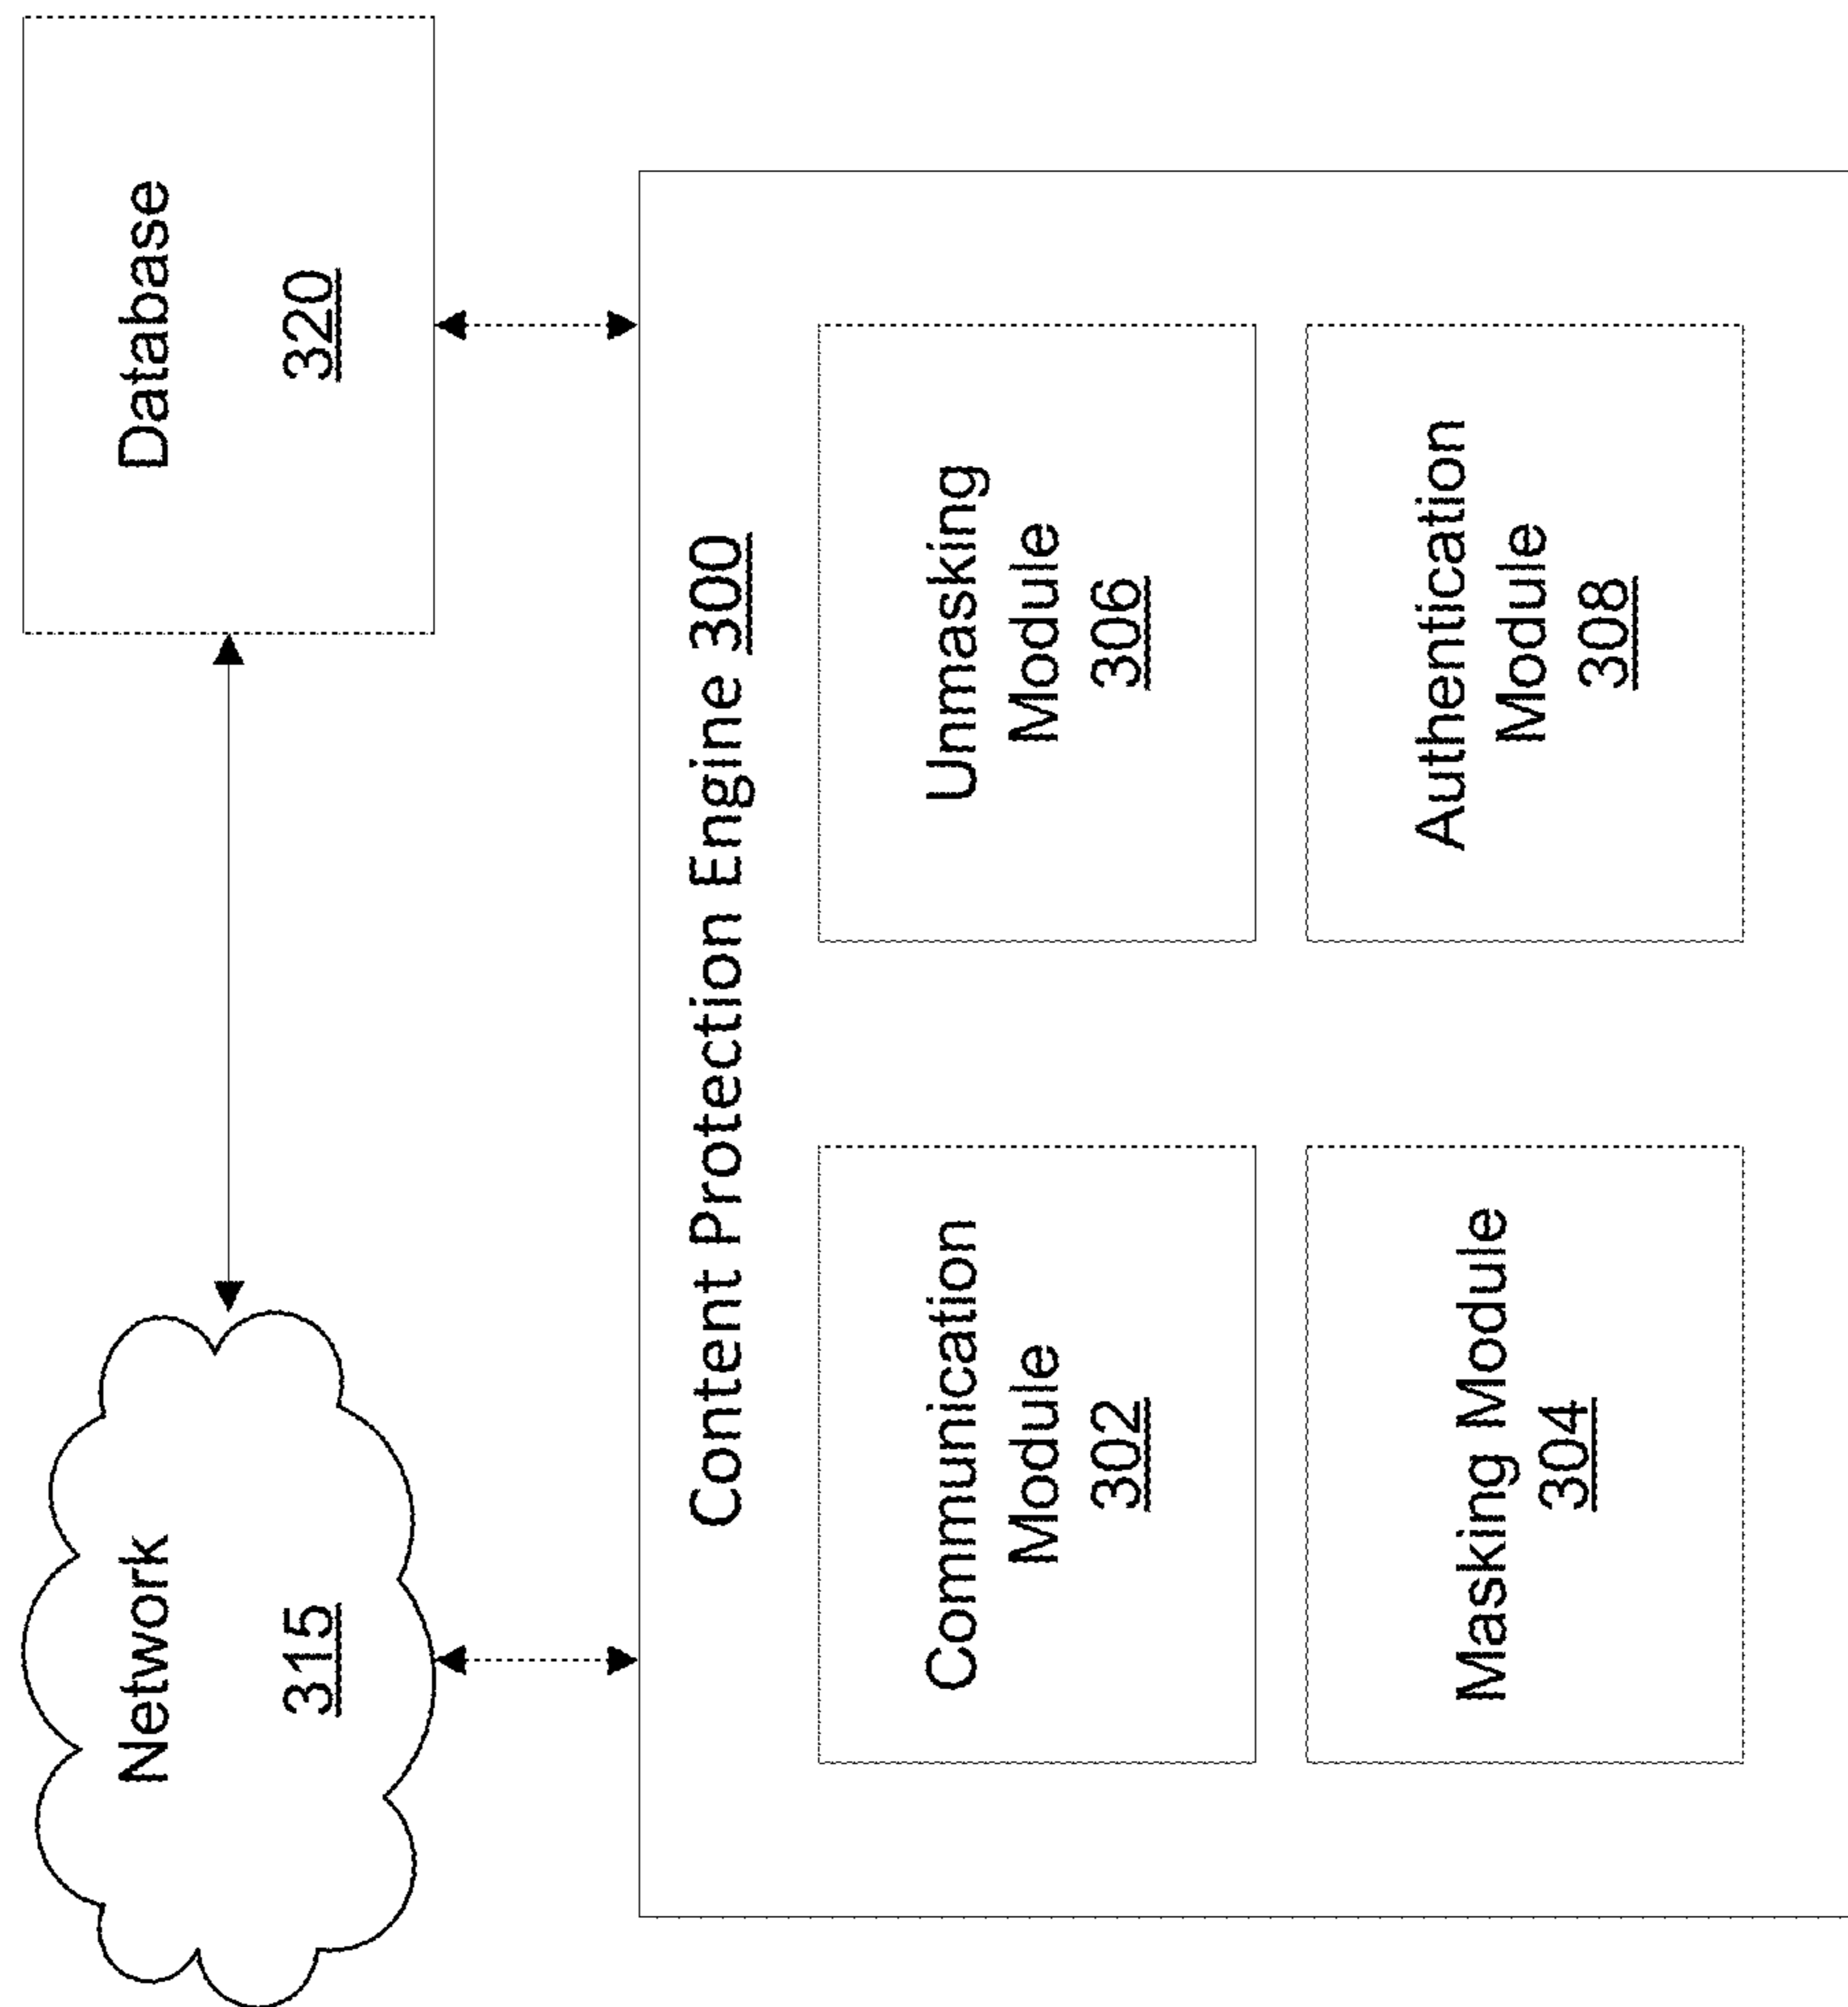 Network
315
Database
320
Content Protection Engine 300
Communication
Module
302
Unmasking
Module
306
Masking Module
304
Authentication
Module
308